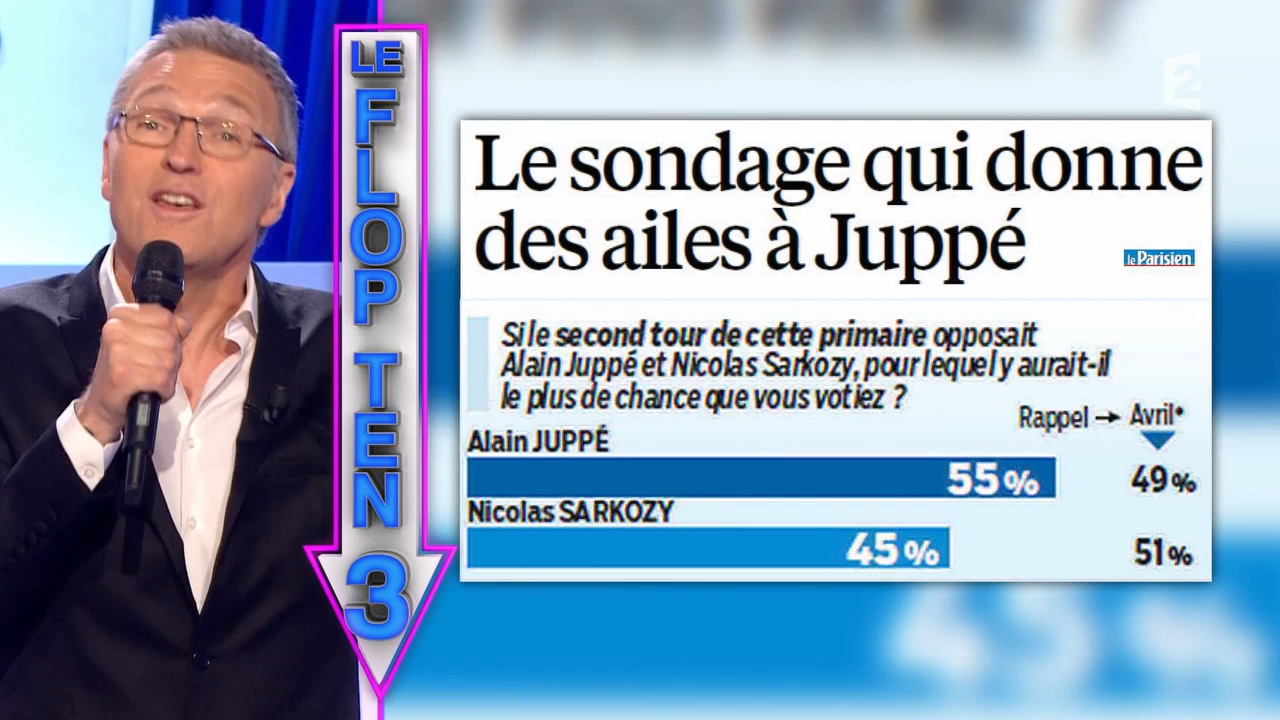 LE
FLOP
TEN
3
2
Le sondage qui donne
des ailes à Juppé
le Parisien
Si le second tour de cette primaire opposait
Alain Juppé et Nicolas Sarkozy, pour lequel y aurait-il
le plus de chance que vous votiez ?
Rappel → Avril*
Alain JUPPÉ
55% 49%
Nicolas SARKOZY
45% 51%
45%